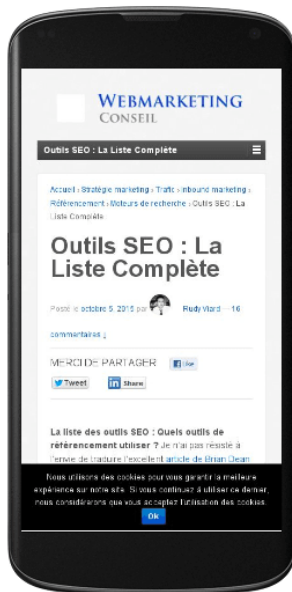 WEBMARKETING
CONSEIL
Outils SEO : La Liste Complète
Accueil › Stratégie marketing › Trafic › Inbound marketing ›
Référencement › Moteurs de recherche › Outils SEO : La
Liste Complète
Outils SEO : La
Liste Complète
Posté le octobre 5, 2015 par Rudy Viard — 16
commentaires ↓
MERCI DE PARTAGER Like
Tweet Share
La liste des outils SEO : Quels outils de
référencement utiliser ? Je n'ai pas résisté à
l'envie de traduire l'excellent article de Brian Dean
Nous utilisons des cookies pour vous garantir la meilleure
expérience sur notre site. Si vous continuez à utiliser ce dernier,
nous considérerons que vous acceptez l'utilisation des cookies.
Ok